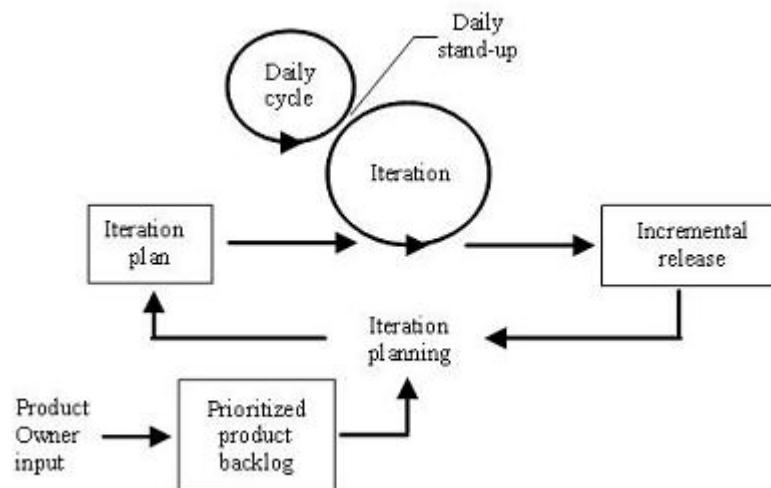 Daily
stand-up
Daily
cycle
Iteration
Iteration
plan
Incremental
release
Iteration
planning
Product
Owner
input
Prioritized
product
backlog